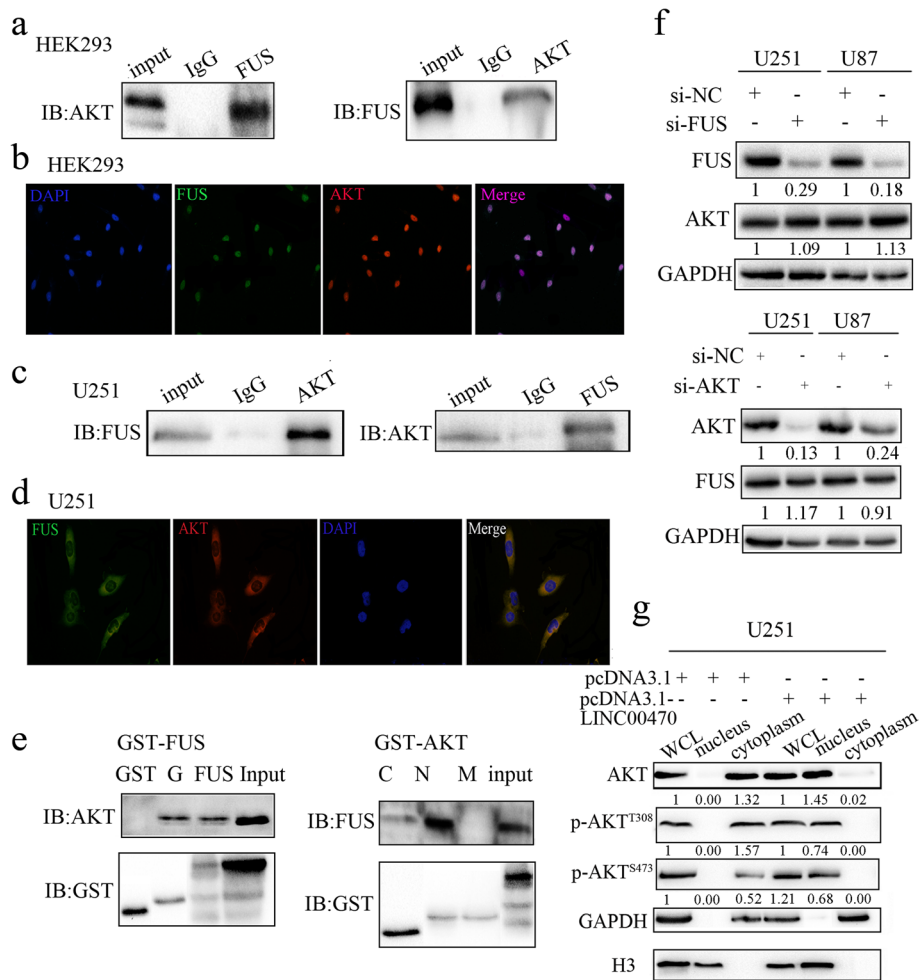 a
HEK293
input IgG FUS
IB:AKT
input IgG AKT
IB:FUS
b
HEK293
DAPI FUS AKT Merge
c
U251
input IgG AKT
IB:FUS
input IgG FUS
IB:AKT
d
U251
FUS AKT DAPI Merge
e
GST-FUS
GST G FUS Input
IB:AKT
IB:GST
GST-AKT
C N M input
IB:FUS
IB:GST
f
U251 U87
si-NC + - + -
si-FUS - + - +
FUS
1 0.29 1 0.18
AKT
1 1.09 1 1.13
GAPDH
U251 U87
si-NC + - + -
si-AKT - + - +
AKT
1 0.13 1 0.24
FUS
1 1.17 1 0.91
GAPDH
g
U251
pcDNA3.1 + + + - - -
pcDNA3.1- - - - + + +
LINC00470
WCL nucleus cytoplasm WCL nucleus cytoplasm
AKT
1 0.00 1.32 1 1.45 0.02
p-AKTT308
1 0.00 1.57 1 0.74 0.00
p-AKTS473
1 0.00 0.52 1.21 0.68 0.00
GAPDH
H3